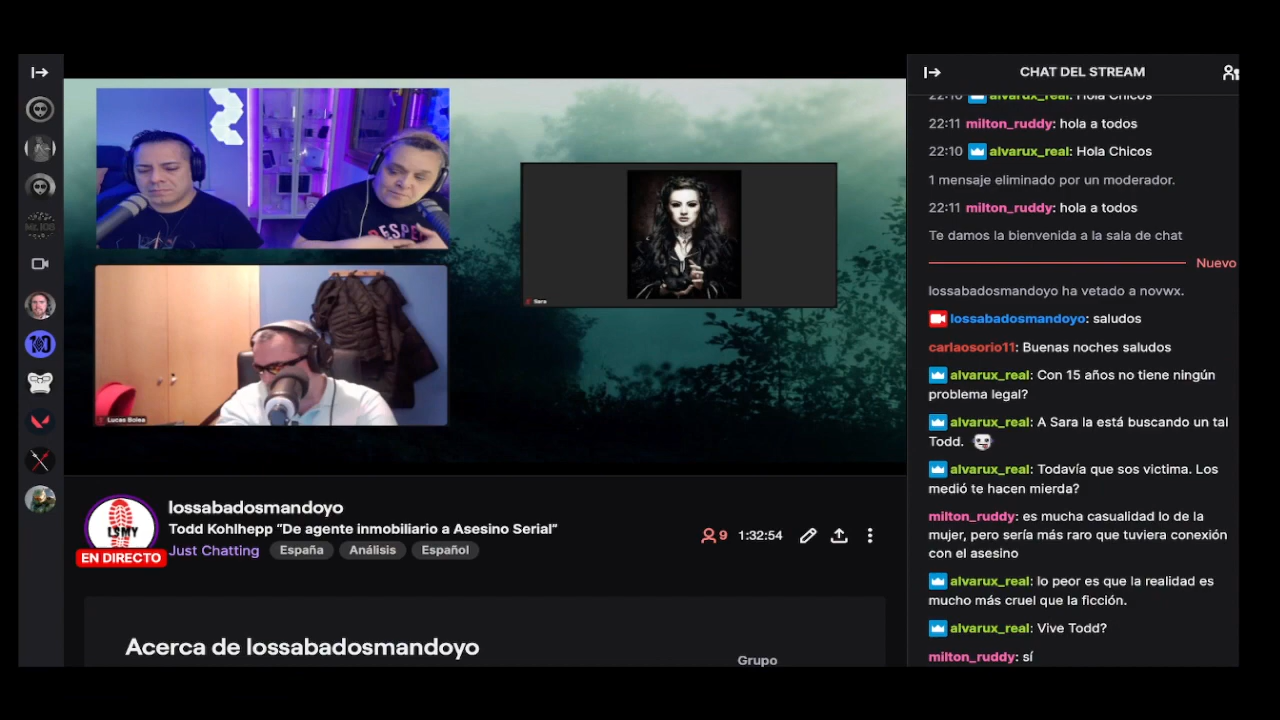 RESPE
Sara
Lucas Bolea
LSMY
EN DIRECTO
lossabadosmandoyo
Todd Kohlhepp "De agente inmobiliario a Asesino Serial"
Just Chatting
España
Análisis
Español
9
1:32:54
Acerca de lossabadosmandoyo
Grupo
CHAT DEL STREAM
22:10 alvarux_real: Hola Chicos
22:11 milton_ruddy: hola a todos
22:10 alvarux_real: Hola Chicos
1 mensaje eliminado por un moderador.
22:11 milton_ruddy: hola a todos
Te damos la bienvenida a la sala de chat
Nuevo
lossabadosmandoyo ha vetado a novwx.
lossabadosmandoyo: saludos
carlaosorio11: Buenas noches saludos
alvarux_real: Con 15 años no tiene ningún
problema legal?
alvarux_real: A Sara la está buscando un tal
Todd.
alvarux_real: Todavía que sos victima. Los
medió te hacen mierda?
milton_ruddy: es mucha casualidad lo de la
mujer, pero sería más raro que tuviera conexión
con el asesino
alvarux_real: lo peor es que la realidad es
mucho más cruel que la ficción.
alvarux_real: Vive Todd?
milton_ruddy: sí